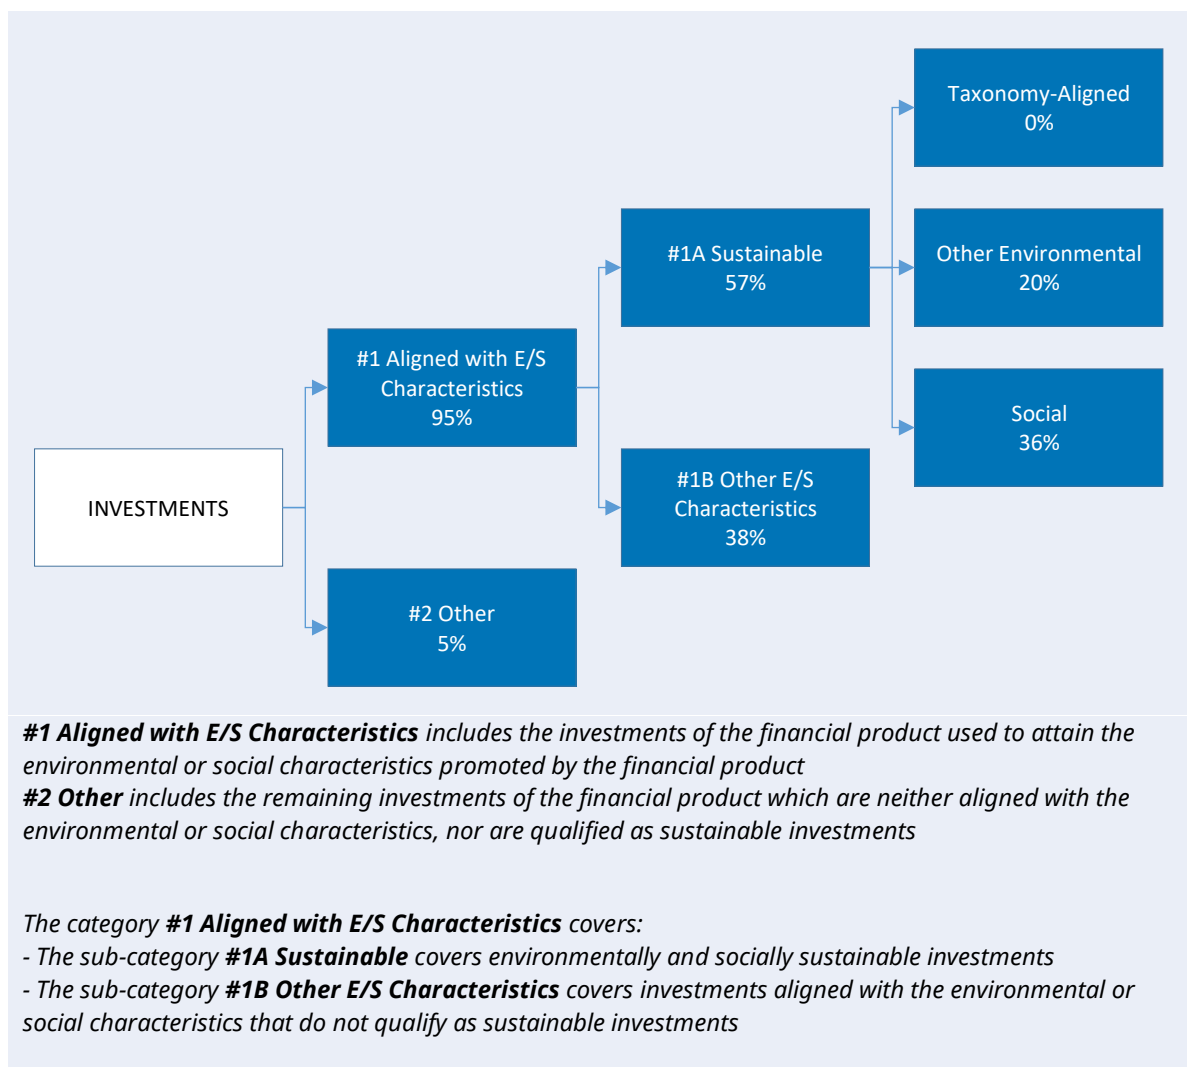 Taxonomy-Aligned
0%
#1A Sustainable
57%
Other Environmental
20%
#1 Aligned with E/S
Characteristics
95%
Social
36%
INVESTMENTS
#1B Other E/S
Characteristics
38%
#2 Other
5%
#1 Aligned with E/S Characteristics includes the investments of the financial product used to attain the
environmental or social characteristics promoted by the financial product
#2 Other includes the remaining investments of the financial product which are neither aligned with the
environmental or social characteristics, nor are qualified as sustainable investments
The category #1 Aligned with E/S Characteristics covers:
- The sub-category #1A Sustainable covers environmentally and socially sustainable investments
- The sub-category #1B Other E/S Characteristics covers investments aligned with the environmental or
social characteristics that do not qualify as sustainable investments